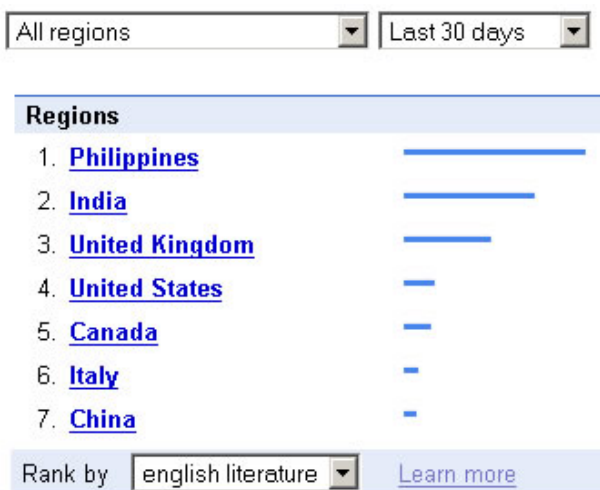 All regions Last 30 days
Regions
1. Philippines
2. India
3. United Kingdom
4. United States
5. Canada
6. Italy
7. China
Rank by english literature Learn more